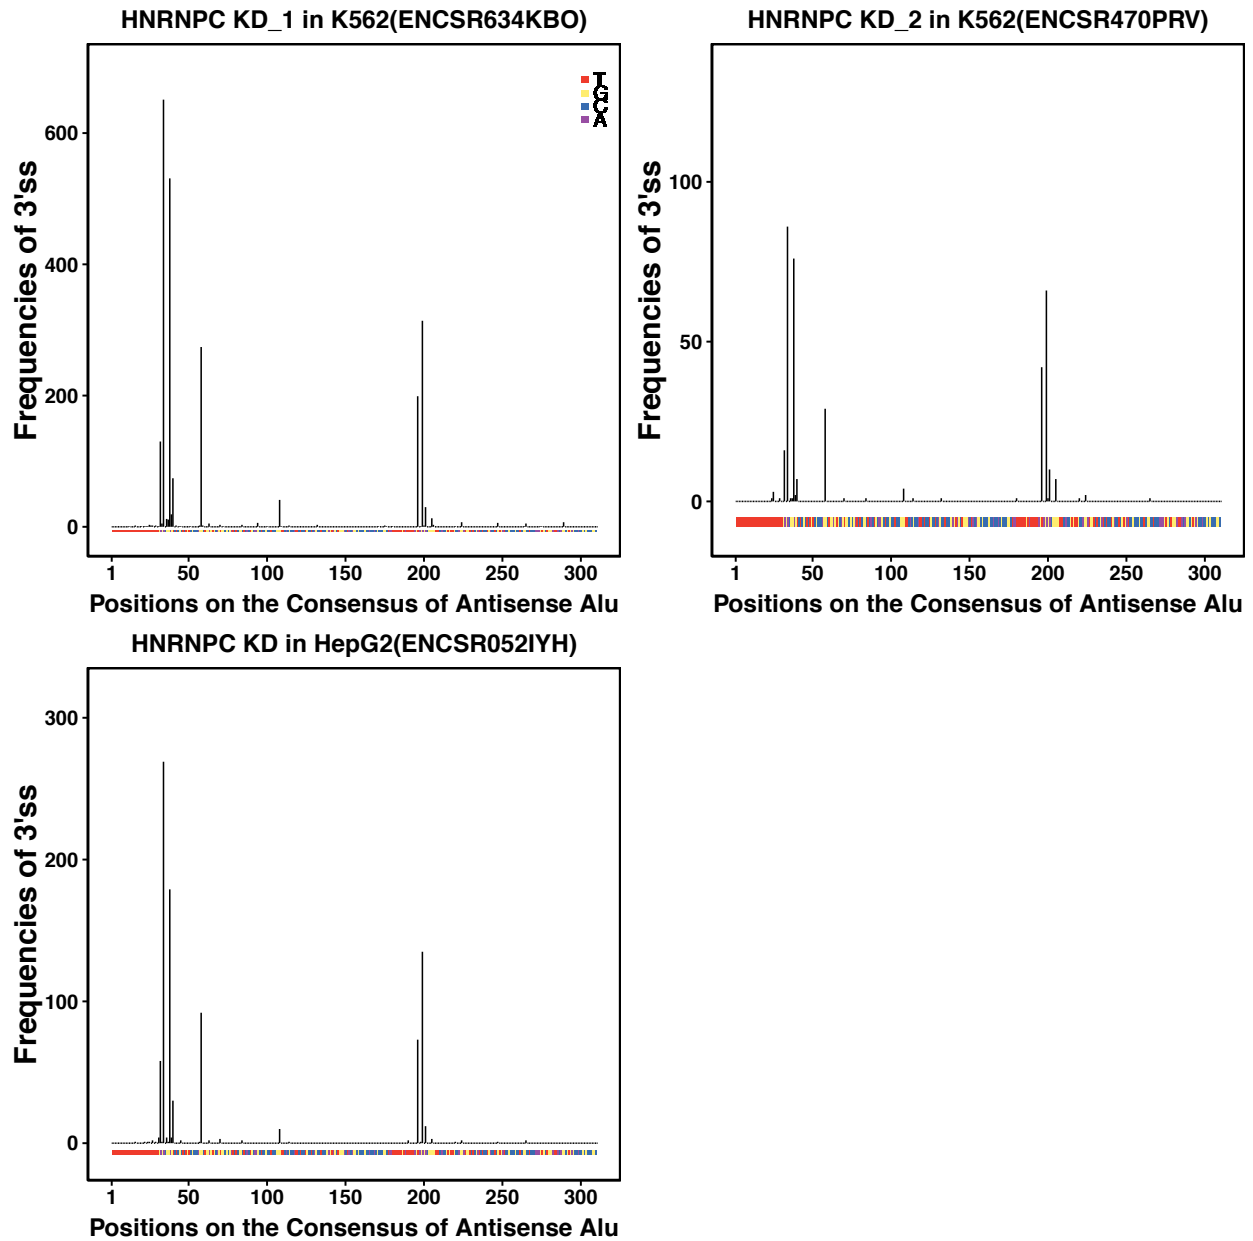 HNRNPC KD_1 in K562(ENCSR634KBO)
Frequencies of 3'ss
600
400
200
0
T
G
C
A
1 50 100 150 200 250 300
Positions on the Consensus of Antisense Alu
HNRNPC KD_2 in K562(ENCSR470PRV)
Frequencies of 3'ss
100
50
0
1 50 100 150 200 250 300
Positions on the Consensus of Antisense Alu
HNRNPC KD in HepG2(ENCSR052IYH)
Frequencies of 3'ss
300
200
100
0
1 50 100 150 200 250 300
Positions on the Consensus of Antisense Alu